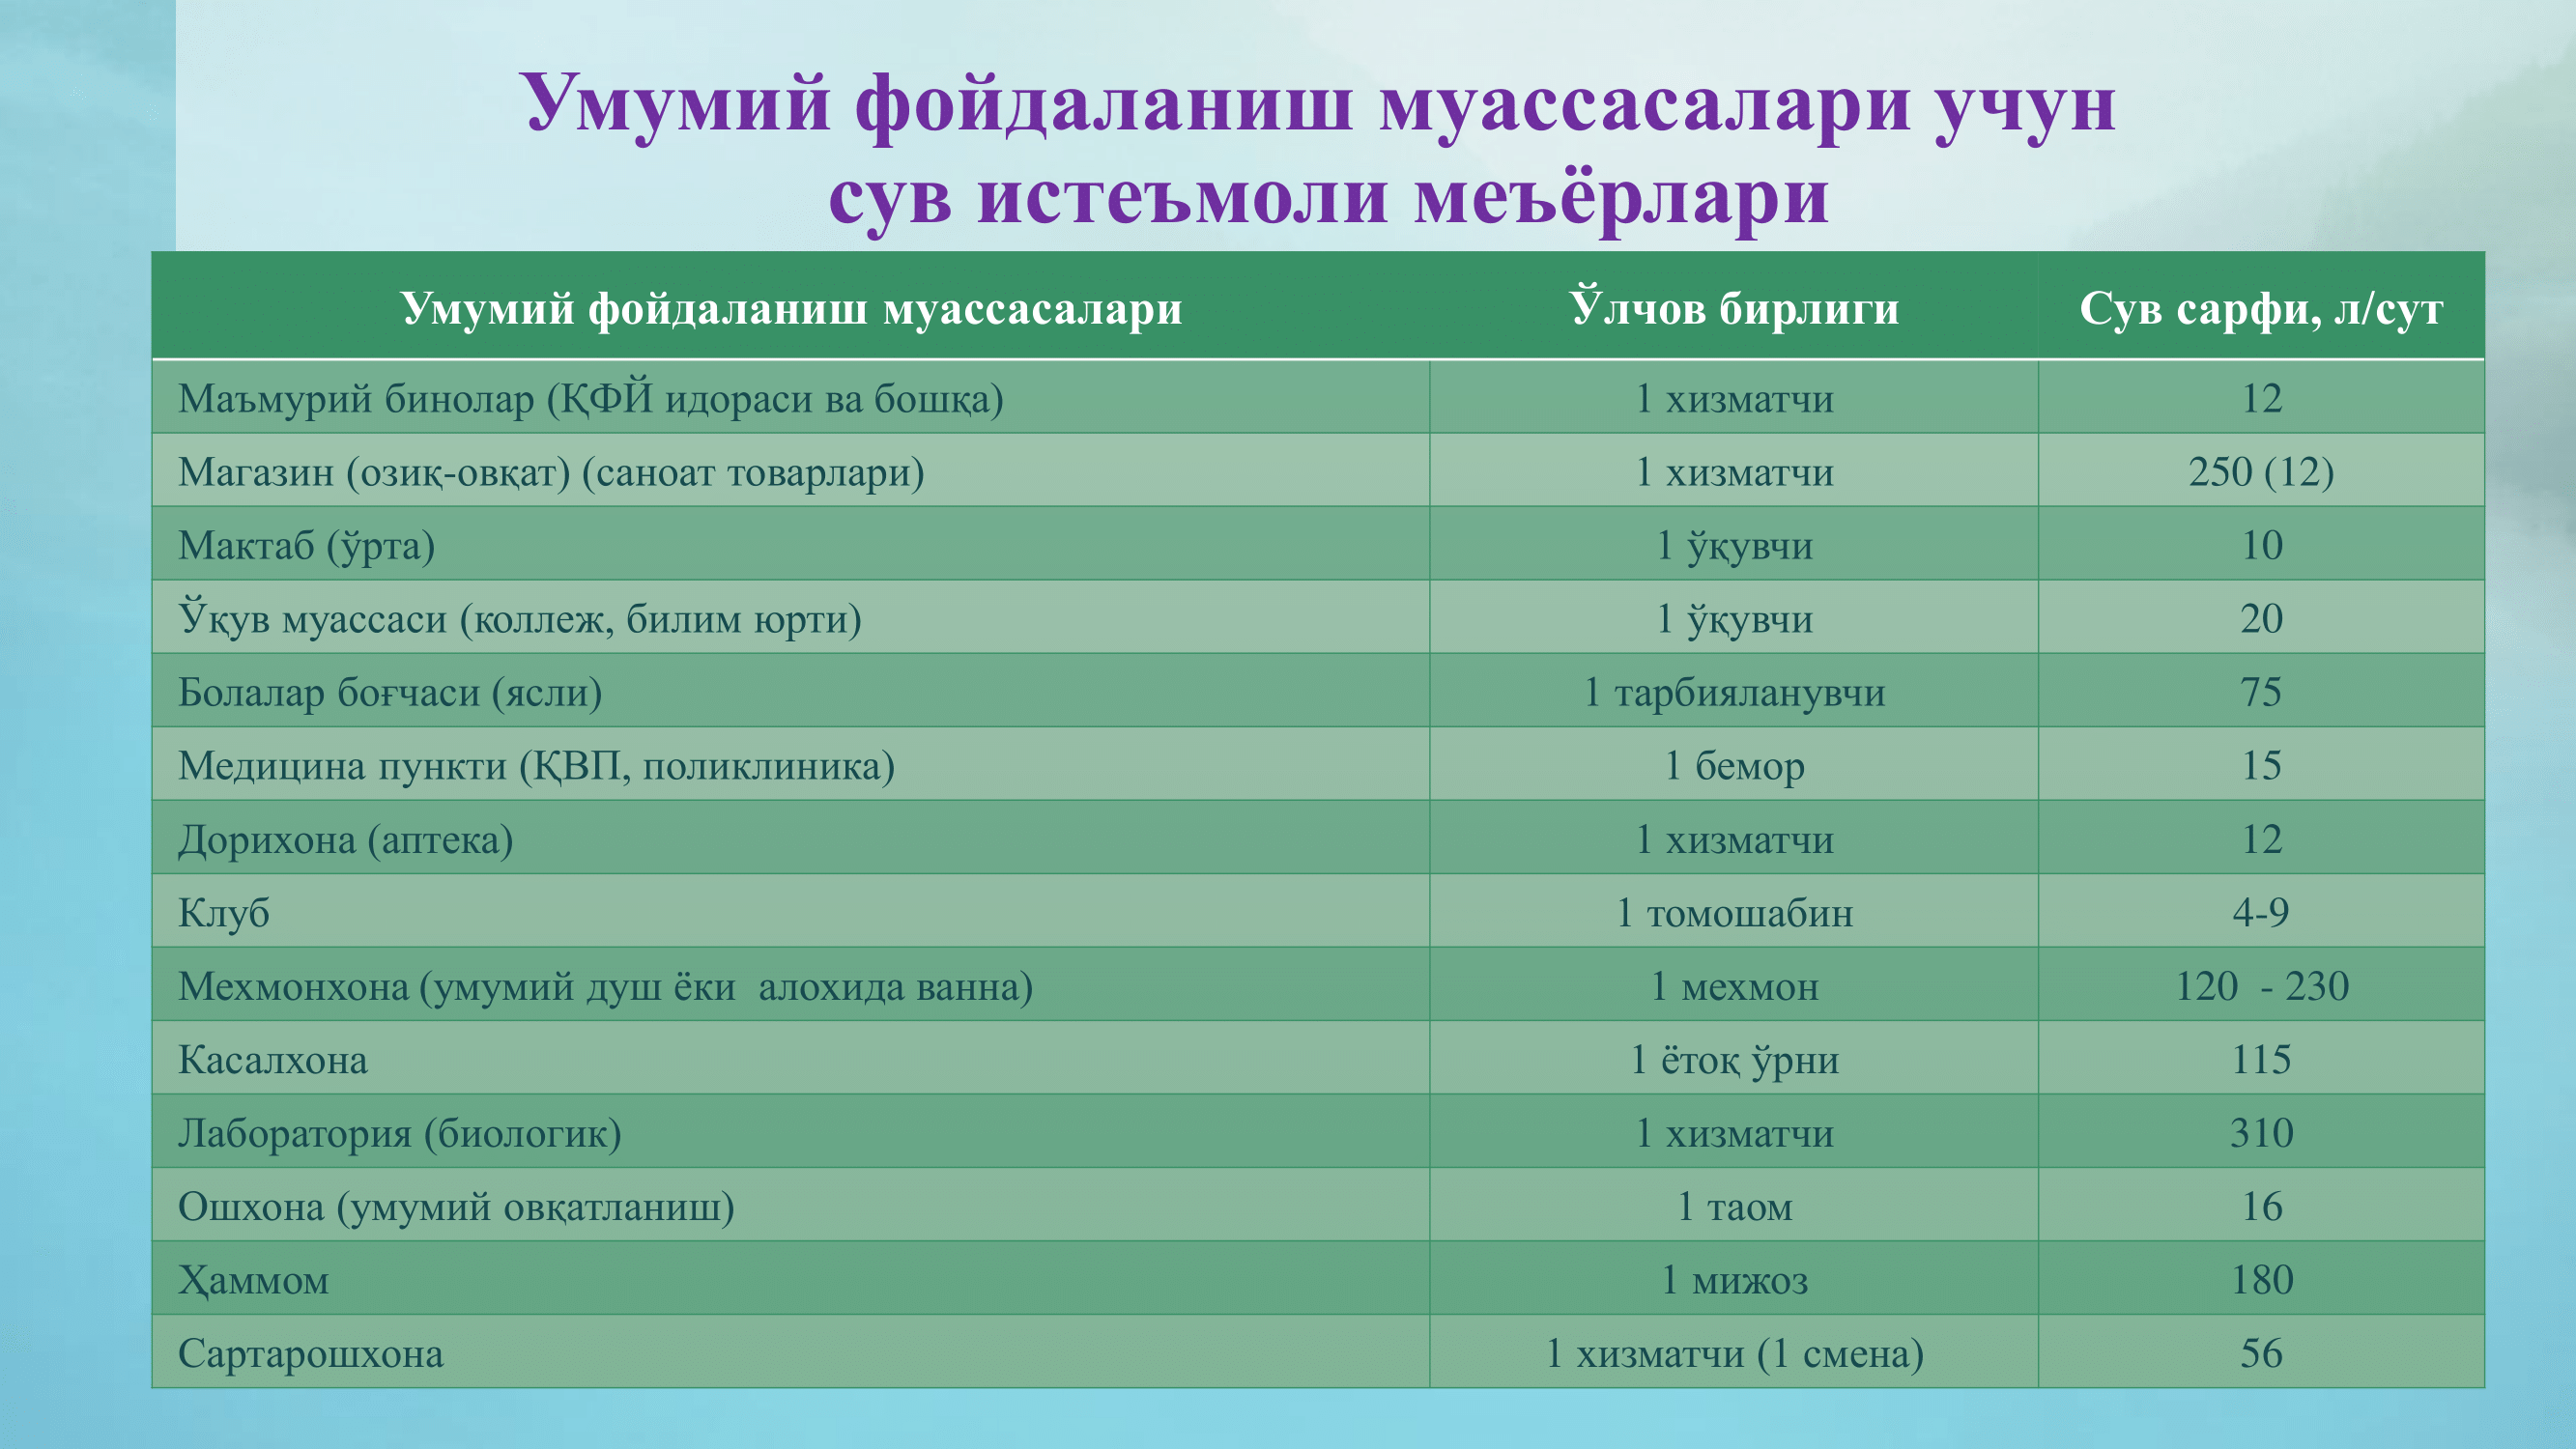 Умумий фойдаланиш муассасалари учун
сув истеъмоли меъёрлари
Умумий фойдаланиш муассасалари Ўлчов бирлиги Сув сарфи, л/сут
Маъмурий бинолар (ҚФЙ идораси ва бошқа) 1 хизматчи 12
Магазин (озиқ-овқат) (саноат товарлари) 1 хизматчи 250 (12)
Мактаб (ўрта) 1 ўқувчи 10
Ўқув муассаси (коллеж, билим юрти) 1 ўқувчи 20
Болалар боғчаси (ясли) 1 тарбияланувчи 75
Медицина пункти (ҚВП, поликлиника) 1 бемор 15
Дорихона (аптека) 1 хизматчи 12
Клуб 1 томошабин 4-9
Мехмонхона (умумий душ ёки алохида ванна) 1 мехмон 120 - 230
Касалхона 1 ётоқ ўрни 115
Лаборатория (биологик) 1 хизматчи 310
Ошхона (умумий овқатланиш) 1 таом 16
Ҳаммом 1 мижоз 180
Сартарошхона 1 хизматчи (1 смена) 56